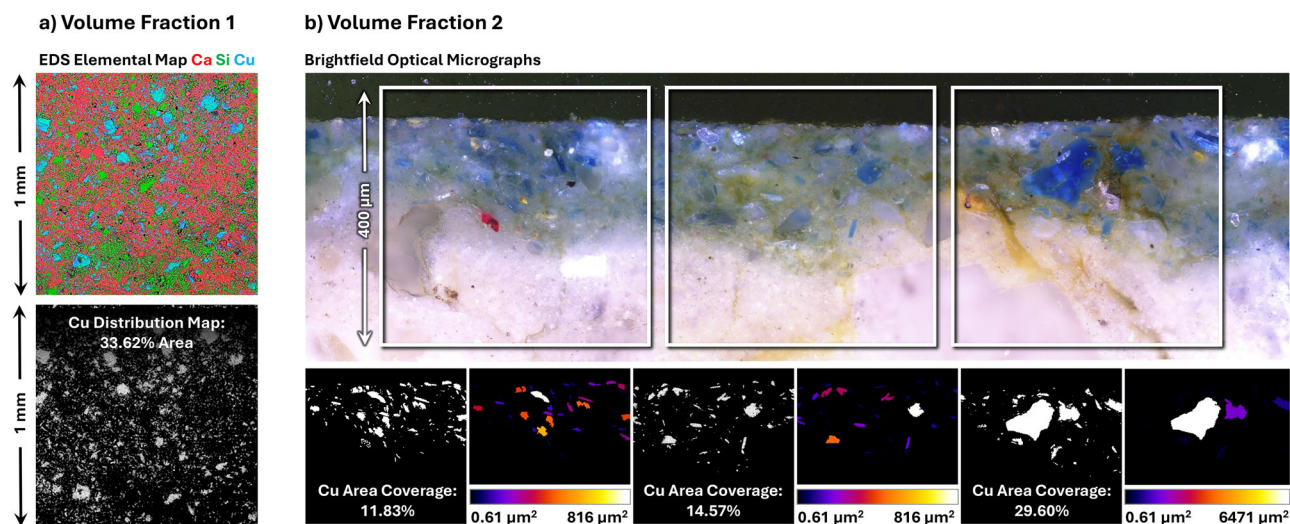 a) Volume Fraction 1
EDS Elemental Map Ca Si Cu
1 mm
Cu Distribution Map:
33.62% Area
1 mm
b) Volume Fraction 2
Brightfield Optical Micrographs
400 µm
Cu Area Coverage:
11.83%
0.61 µm² 816 µm²
Cu Area Coverage:
14.57%
0.61 µm² 816 µm²
Cu Area Coverage:
29.60%
0.61 µm² 6471 µm²